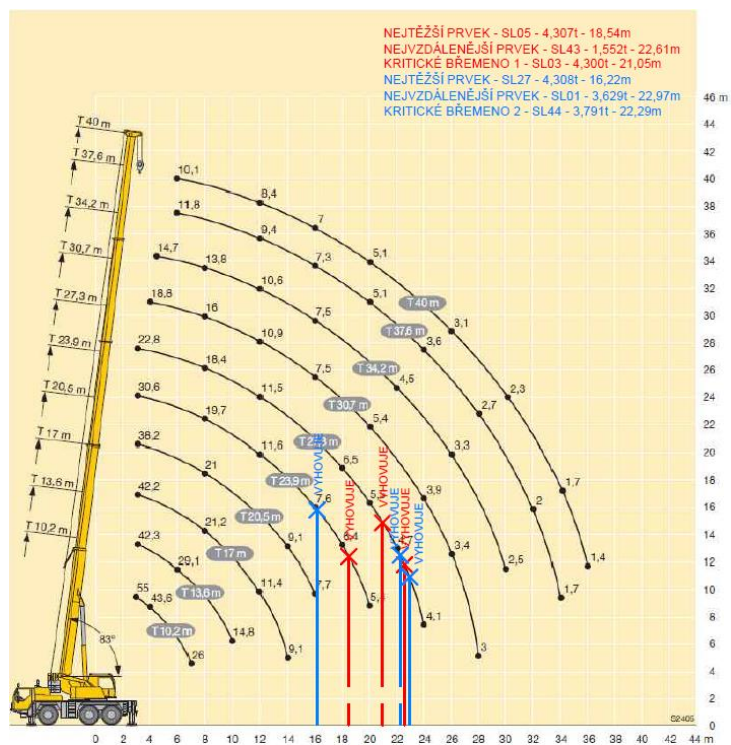 NEJTĚŽŠÍ PRVEK - SL05 - 4,307t - 18,54m
NEJVZDÁLENĚJŠÍ PRVEK - SL43 - 1,552t - 22,61m
KRITICKÉ BŘEMENO 1 - SL03 - 4,300t - 21,05m
NEJTĚŽŠÍ PRVEK - SL27 - 4,308t - 16,22m
NEJVZDÁLENĚJŠÍ PRVEK - SL01 - 3,629t - 22,97m
KRITICKÉ BŘEMENO 2 - SL44 - 3,791t - 22,29m
46 m
44
42
40
38
36
34
32
30
28
26
24
22
20
18
16
14
12
10
8
6
4
2
0
T 40 m
T 37,6 m
T 34,2 m
T 30,7 m
T 27,3 m
T 23,9 m
T 20,5 m
T 17 m
T 13,6 m
T 10,2 m
83°
10,1
8,4
7
5,1
T 40 m
3,1
2,3
1,7
1,4
11,8
9,4
7,3
5,1
T 37,6 m
3,6
2,7
2
1,7
14,7
13,8
10,6
7,5
T 34,2 m
4,5
3,3
2,5
18,8
16
10,9
7,5
T 30,7 m
5,4
3,9
3,4
3
22,8
18,4
11,5
6,5
4,1
30,6
19,7
11,6
T 23,9 m
7,6
38,2
21
T 20,5 m
9,1
7,7
42,2
21,2
T 17 m
11,4
9,1
42,3
29,1
T 13,6 m
14,8
55
43,6
T 10,2 m
26
VYHOVUJE
VYHOVUJE
VYHOVUJE
VYHOVUJE
VYHOVUJE
VYHOVUJE
S2405
0 2 4 6 8 10 12 14 16 18 20 22 24 26 28 30 32 34 36 38 40 42 44 m